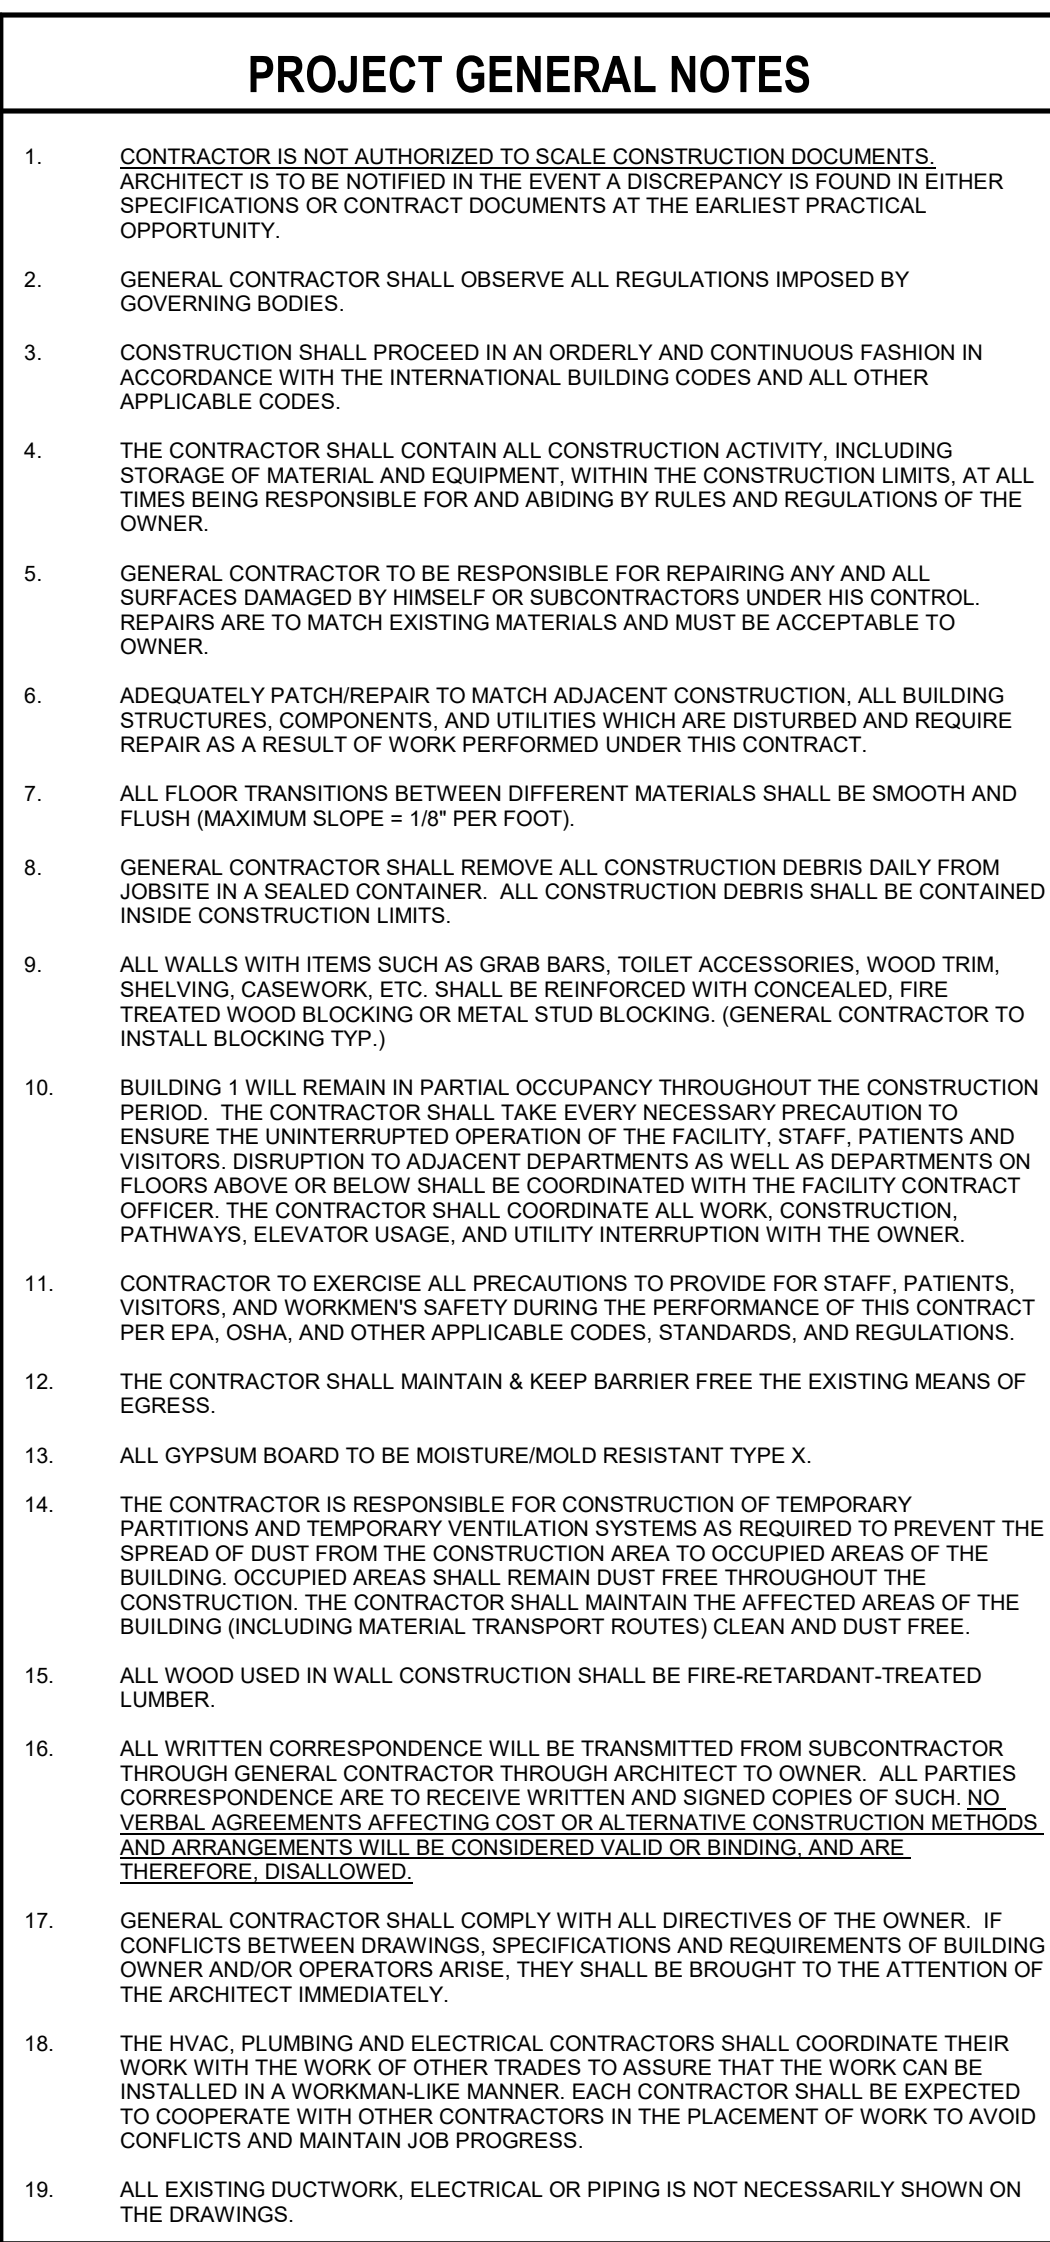 PROJECT GENERAL NOTES
1. CONTRACTOR IS NOT AUTHORIZED TO SCALE CONSTRUCTION DOCUMENTS.
ARCHITECT IS TO BE NOTIFIED IN THE EVENT A DISCREPANCY IS FOUND IN EITHER
SPECIFICATIONS OR CONTRACT DOCUMENTS AT THE EARLIEST PRACTICAL
OPPORTUNITY.
2. GENERAL CONTRACTOR SHALL OBSERVE ALL REGULATIONS IMPOSED BY
GOVERNING BODIES.
3. CONSTRUCTION SHALL PROCEED IN AN ORDERLY AND CONTINUOUS FASHION IN
ACCORDANCE WITH THE INTERNATIONAL BUILDING CODES AND ALL OTHER
APPLICABLE CODES.
4. THE CONTRACTOR SHALL CONTAIN ALL CONSTRUCTION ACTIVITY, INCLUDING
STORAGE OF MATERIAL AND EQUIPMENT, WITHIN THE CONSTRUCTION LIMITS, AT ALL
TIMES BEING RESPONSIBLE FOR AND ABIDING BY RULES AND REGULATIONS OF THE
OWNER.
5. GENERAL CONTRACTOR TO BE RESPONSIBLE FOR REPAIRING ANY AND ALL
SURFACES DAMAGED BY HIMSELF OR SUBCONTRACTORS UNDER HIS CONTROL.
REPAIRS ARE TO MATCH EXISTING MATERIALS AND MUST BE ACCEPTABLE TO
OWNER.
6. ADEQUATELY PATCH/REPAIR TO MATCH ADJACENT CONSTRUCTION, ALL BUILDING
STRUCTURES, COMPONENTS, AND UTILITIES WHICH ARE DISTURBED AND REQUIRE
REPAIR AS A RESULT OF WORK PERFORMED UNDER THIS CONTRACT.
7. ALL FLOOR TRANSITIONS BETWEEN DIFFERENT MATERIALS SHALL BE SMOOTH AND
FLUSH (MAXIMUM SLOPE = 1/8" PER FOOT).
8. GENERAL CONTRACTOR SHALL REMOVE ALL CONSTRUCTION DEBRIS DAILY FROM
JOBSITE IN A SEALED CONTAINER.  ALL CONSTRUCTION DEBRIS SHALL BE CONTAINED
INSIDE CONSTRUCTION LIMITS.
9. ALL WALLS WITH ITEMS SUCH AS GRAB BARS, TOILET ACCESSORIES, WOOD TRIM,
SHELVING, CASEWORK, ETC. SHALL BE REINFORCED WITH CONCEALED, FIRE
TREATED WOOD BLOCKING OR METAL STUD BLOCKING. (GENERAL CONTRACTOR TO
INSTALL BLOCKING TYP.)
10. BUILDING 1 WILL REMAIN IN PARTIAL OCCUPANCY THROUGHOUT THE CONSTRUCTION
PERIOD.  THE CONTRACTOR SHALL TAKE EVERY NECESSARY PRECAUTION TO
ENSURE THE UNINTERRUPTED OPERATION OF THE FACILITY, STAFF, PATIENTS AND
VISITORS. DISRUPTION TO ADJACENT DEPARTMENTS AS WELL AS DEPARTMENTS ON
FLOORS ABOVE OR BELOW SHALL BE COORDINATED WITH THE FACILITY CONTRACT
OFFICER. THE CONTRACTOR SHALL COORDINATE ALL WORK, CONSTRUCTION,
PATHWAYS, ELEVATOR USAGE, AND UTILITY INTERRUPTION WITH THE OWNER.
11. CONTRACTOR TO EXERCISE ALL PRECAUTIONS TO PROVIDE FOR STAFF, PATIENTS,
VISITORS, AND WORKMEN'S SAFETY DURING THE PERFORMANCE OF THIS CONTRACT
PER EPA, OSHA, AND OTHER APPLICABLE CODES, STANDARDS, AND REGULATIONS.
12. THE CONTRACTOR SHALL MAINTAIN & KEEP BARRIER FREE THE EXISTING MEANS OF
EGRESS.
13. ALL GYPSUM BOARD TO BE MOISTURE/MOLD RESISTANT TYPE X.
14. THE CONTRACTOR IS RESPONSIBLE FOR CONSTRUCTION OF TEMPORARY
PARTITIONS AND TEMPORARY VENTILATION SYSTEMS AS REQUIRED TO PREVENT THE
SPREAD OF DUST FROM THE CONSTRUCTION AREA TO OCCUPIED AREAS OF THE
BUILDING. OCCUPIED AREAS SHALL REMAIN DUST FREE THROUGHOUT THE
CONSTRUCTION. THE CONTRACTOR SHALL MAINTAIN THE AFFECTED AREAS OF THE
BUILDING (INCLUDING MATERIAL TRANSPORT ROUTES) CLEAN AND DUST FREE.
15. ALL WOOD USED IN WALL CONSTRUCTION SHALL BE FIRE-RETARDANT-TREATED
LUMBER.
16. ALL WRITTEN CORRESPONDENCE WILL BE TRANSMITTED FROM SUBCONTRACTOR
THROUGH GENERAL CONTRACTOR THROUGH ARCHITECT TO OWNER.  ALL PARTIES
CORRESPONDENCE ARE TO RECEIVE WRITTEN AND SIGNED COPIES OF SUCH. NO
VERBAL AGREEMENTS AFFECTING COST OR ALTERNATIVE CONSTRUCTION METHODS
AND ARRANGEMENTS WILL BE CONSIDERED VALID OR BINDING, AND ARE
THEREFORE, DISALLOWED.
17. GENERAL CONTRACTOR SHALL COMPLY WITH ALL DIRECTIVES OF THE OWNER.  IF
CONFLICTS BETWEEN DRAWINGS, SPECIFICATIONS AND REQUIREMENTS OF BUILDING
OWNER AND/OR OPERATORS ARISE, THEY SHALL BE BROUGHT TO THE ATTENTION OF
THE ARCHITECT IMMEDIATELY.
18. THE HVAC, PLUMBING AND ELECTRICAL CONTRACTORS SHALL COORDINATE THEIR
WORK WITH THE WORK OF OTHER TRADES TO ASSURE THAT THE WORK CAN BE
INSTALLED IN A WORKMAN-LIKE MANNER. EACH CONTRACTOR SHALL BE EXPECTED
TO COOPERATE WITH OTHER CONTRACTORS IN THE PLACEMENT OF WORK TO AVOID
CONFLICTS AND MAINTAIN JOB PROGRESS.
19. ALL EXISTING DUCTWORK, ELECTRICAL OR PIPING IS NOT NECESSARILY SHOWN ON
THE DRAWINGS.